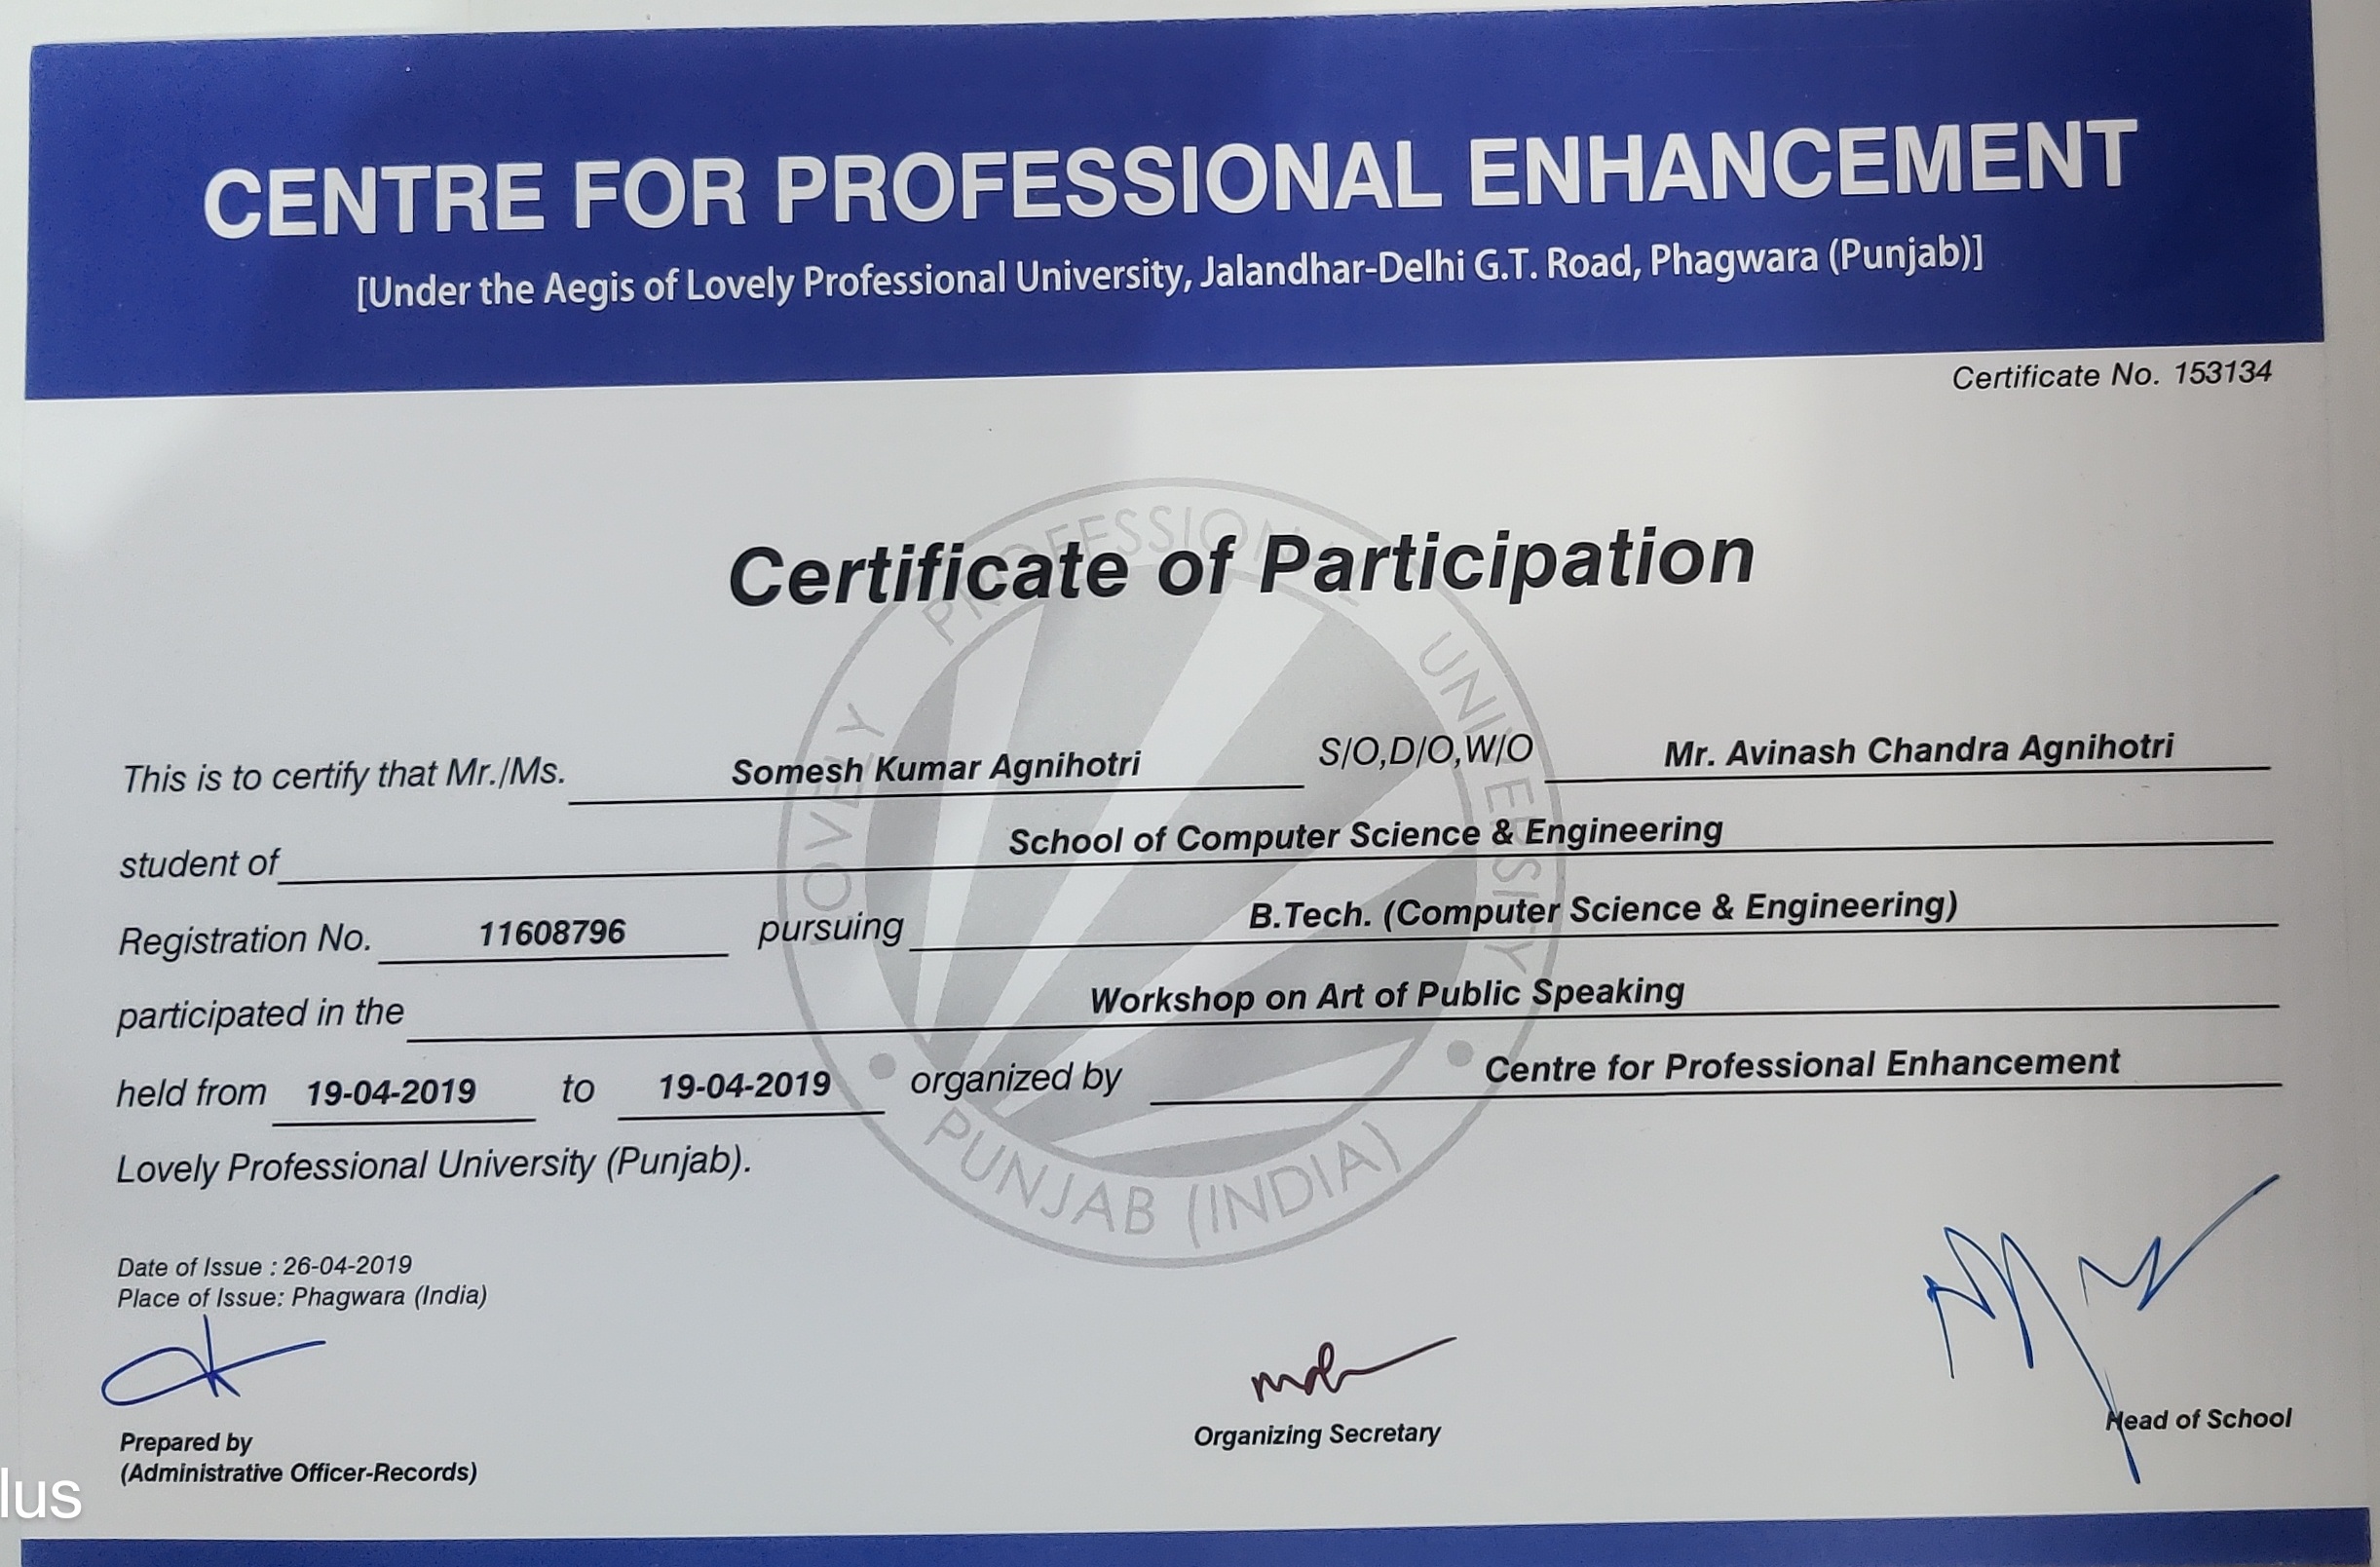 CENTRE FOR PROFESSIONAL ENHANCEMENT
[Under the Aegis of Lovely Professional University, Jalandhar-Delhi G.T. Road, Phagwara (Punjab)]
Certificate No. 153134
LOVELY PROFESSIONAL UNIVERSITY
PUNJAB (INDIA)
Certificate of Participation
This is to certify that Mr./Ms. Somesh Kumar Agnihotri S/O,D/O,W/O Mr. Avinash Chandra Agnihotri
student of School of Computer Science & Engineering
Registration No. 11608796 pursuing B.Tech. (Computer Science & Engineering)
participated in the Workshop on Art of Public Speaking
held from 19-04-2019 to 19-04-2019 organized by Centre for Professional Enhancement
Lovely Professional University (Punjab).
Date of Issue : 26-04-2019
Place of Issue: Phagwara (India)
Prepared by
(Administrative Officer-Records)
Organizing Secretary
Head of School
lus